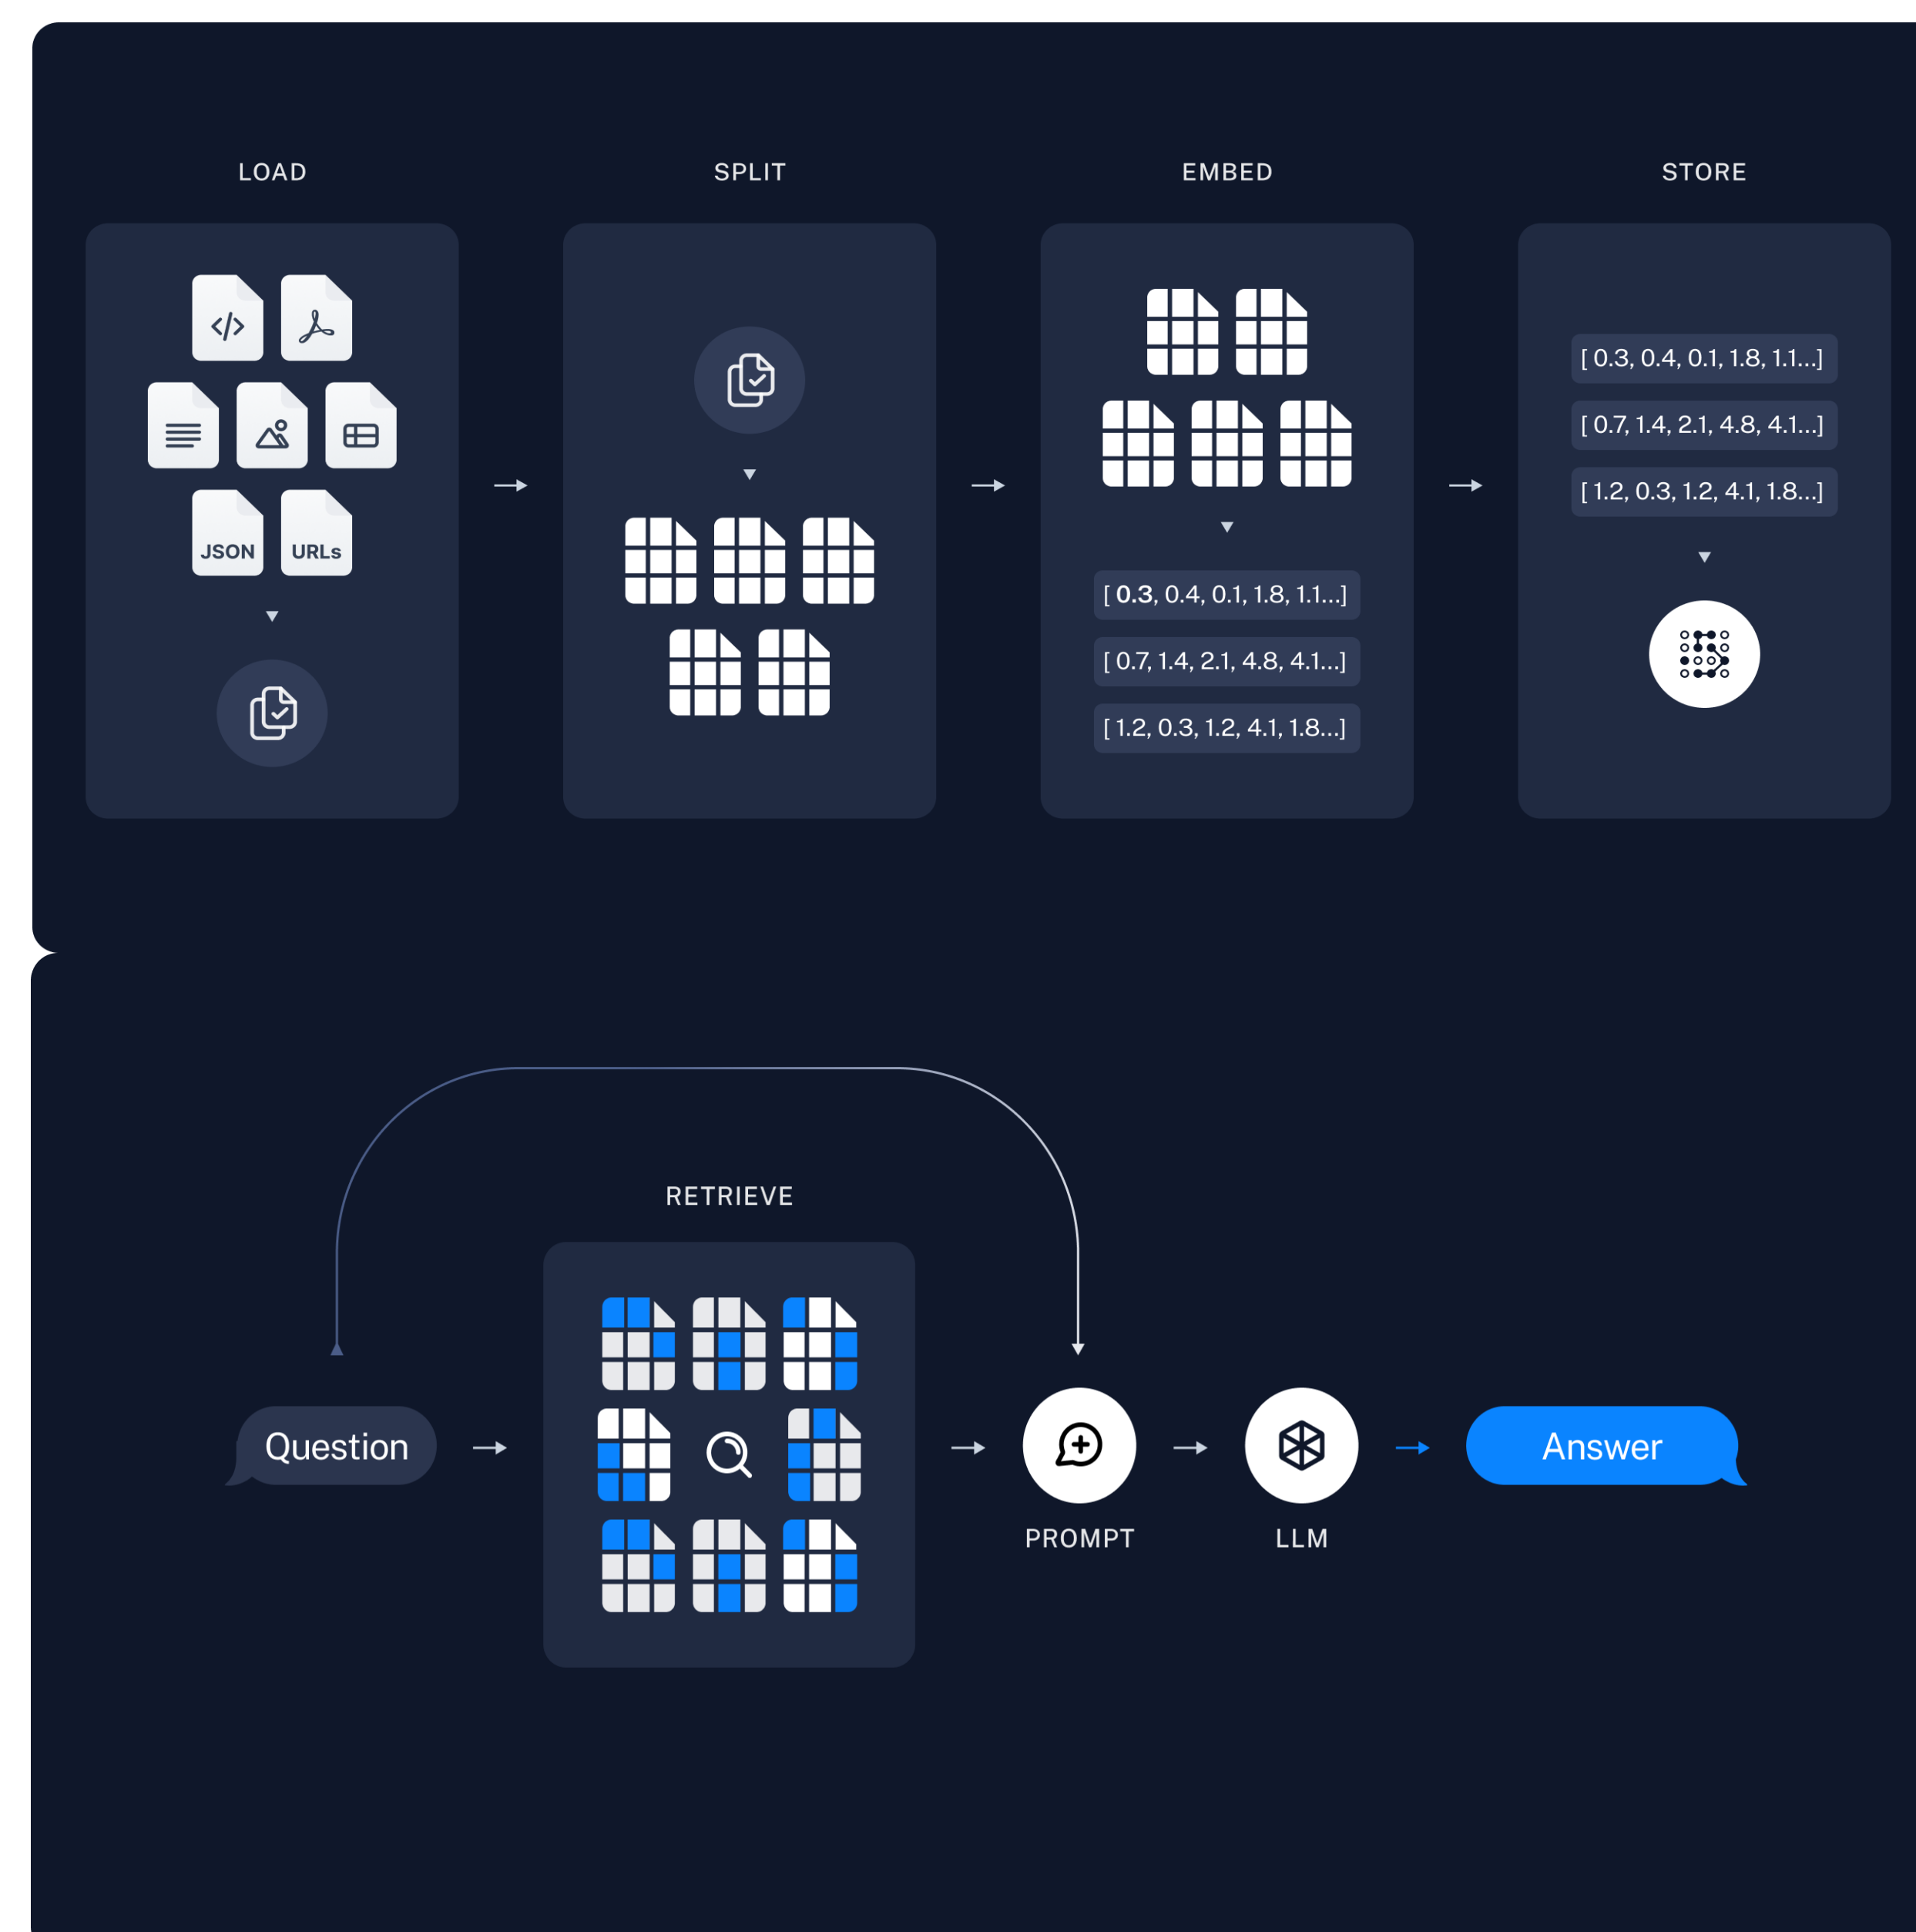 LOAD
SPLIT
EMBED
STORE
JSON
URLs
[ 0.3, 0.4, 0.1, 1.8, 1.1...]
[ 0.7, 1.4, 2.1, 4.8, 4.1...]
[ 1.2, 0.3, 1.2, 4.1, 1.8...]
[ 0.3, 0.4, 0.1, 1.8, 1.1...]
[ 0.7, 1.4, 2.1, 4.8, 4.1...]
[ 1.2, 0.3, 1.2, 4.1, 1.8...]
RETRIEVE
Question
PROMPT
LLM
Answer